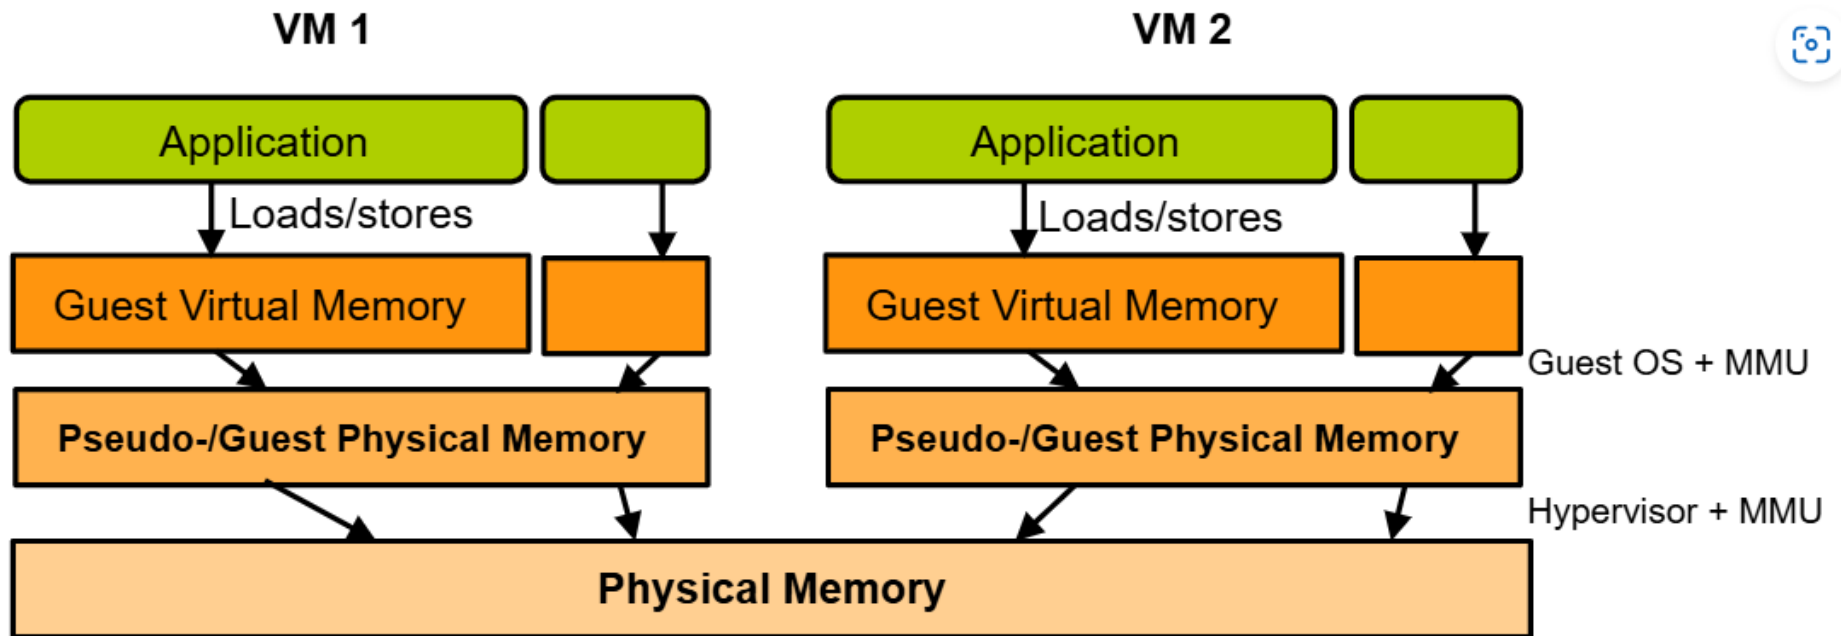 VM 1
VM 2
Application
Application
Loads/stores
Loads/stores
Guest Virtual Memory
Guest Virtual Memory
Guest OS + MMU
Pseudo-/Guest Physical Memory
Pseudo-/Guest Physical Memory
Hypervisor + MMU
Physical Memory